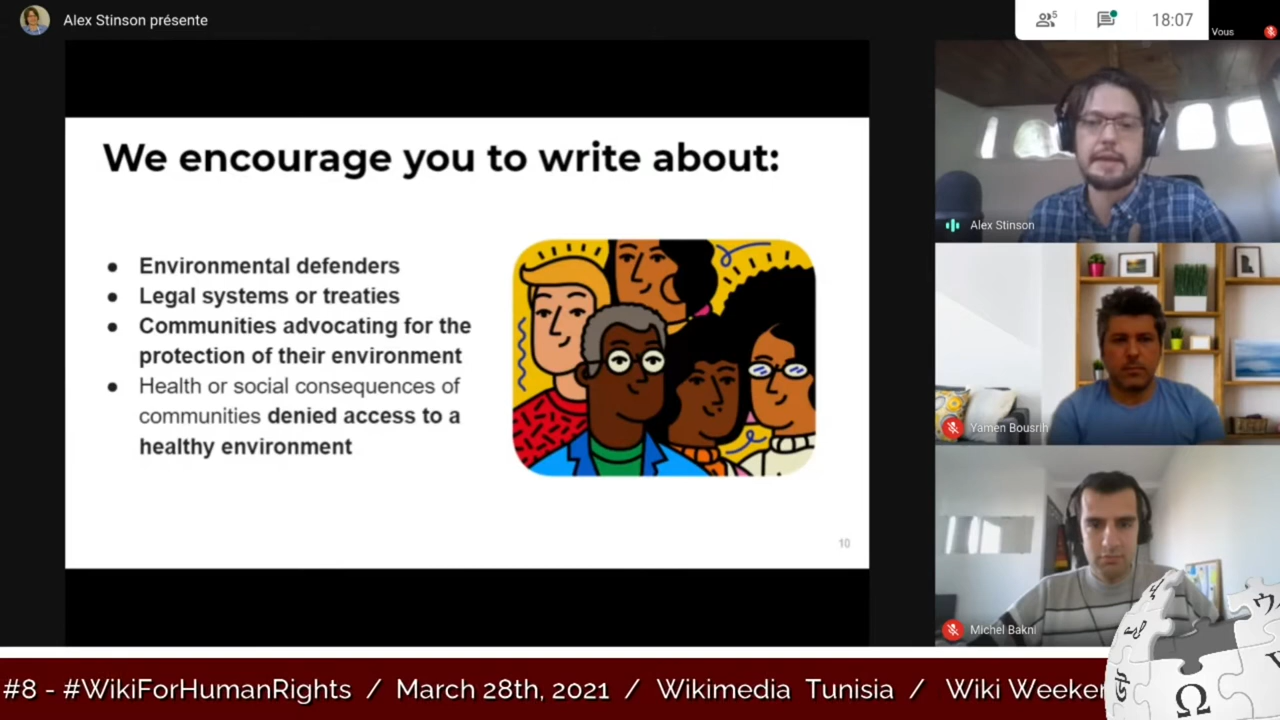 Alex Stinson présente
5
18:07
Vous
We encourage you to write about:
● Environmental defenders
● Legal systems or treaties
● Communities advocating for the
protection of their environment
● Health or social consequences of
communities denied access to a
healthy environment
10
Alex Stinson
Yamen Bousrih
Michel Bakni
#8 - #WikiForHumanRights / March 28th, 2021 / Wikimedia Tunisia / Wiki Weeke
Ω